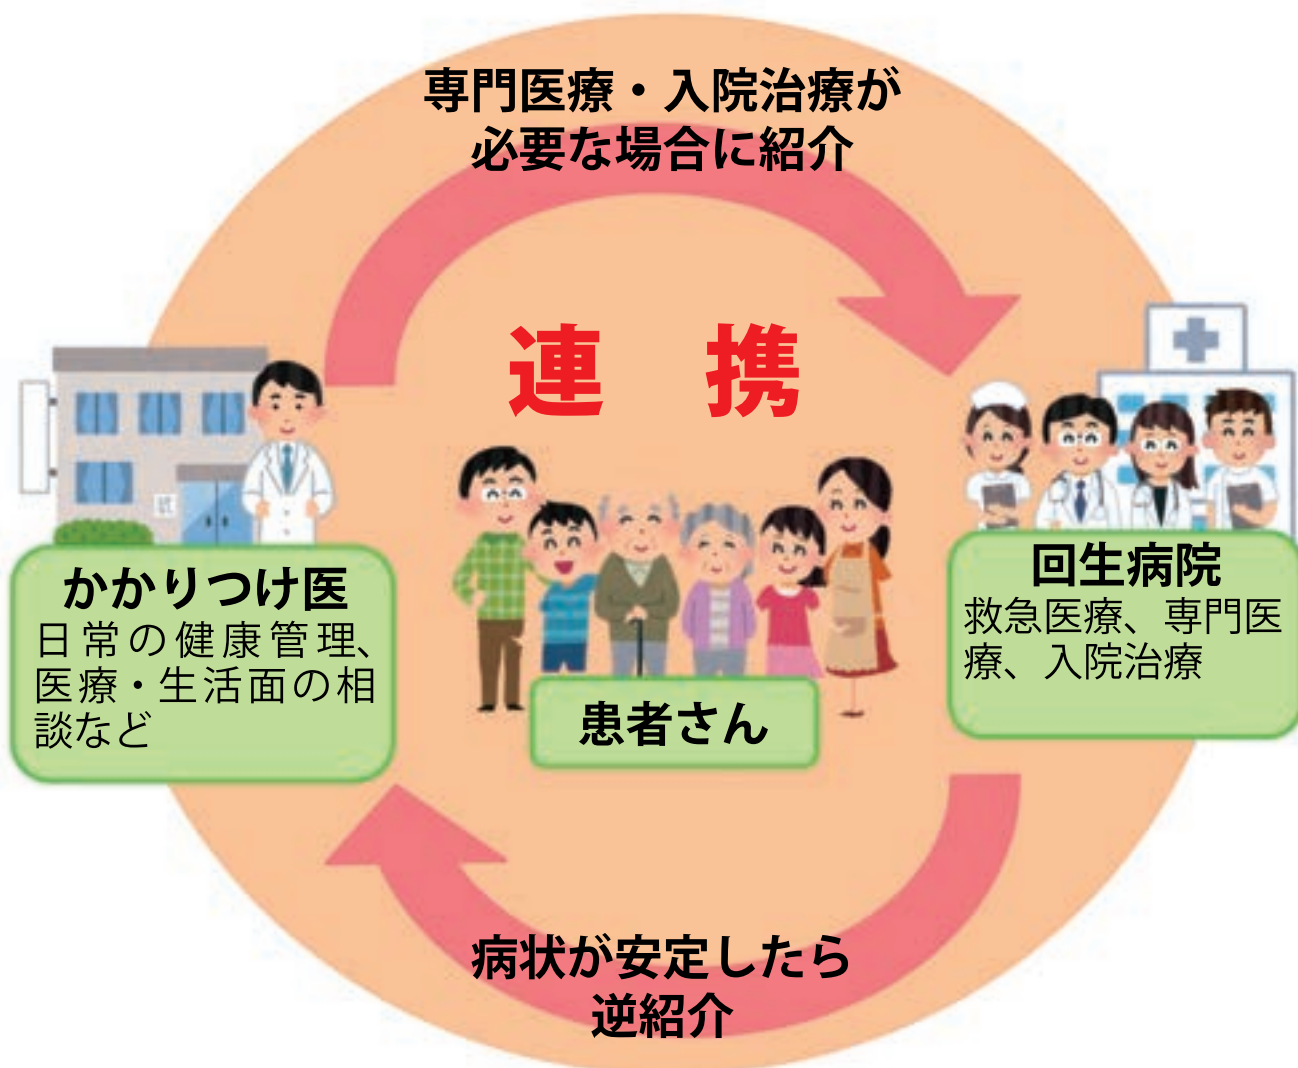 専門医療・入院治療が
必要な場合に紹介
連 携
かかりつけ医
日常の健康管理、
医療・生活面の相
談など
回生病院
救急医療、専門医
療、入院治療
患者さん
病状が安定したら
逆紹介